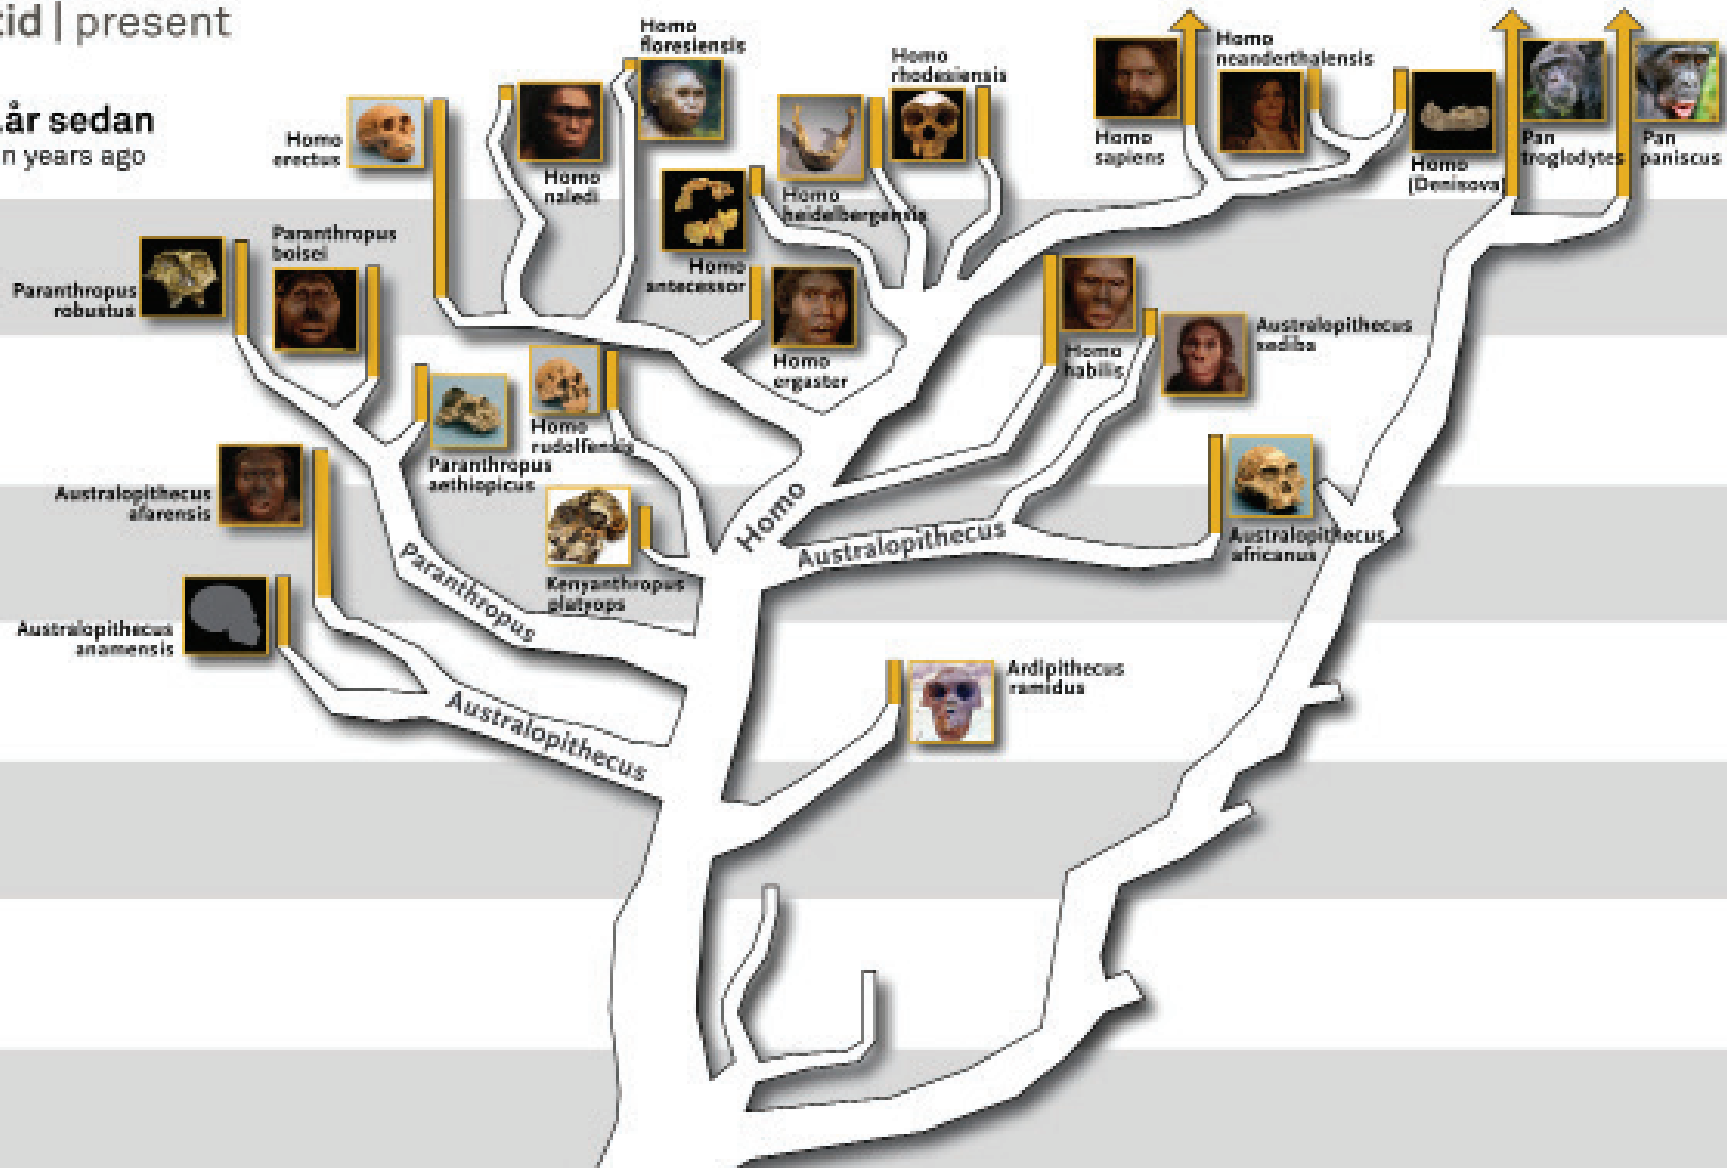 tid | present
år sedan
n years ago
Homo
floresiensis
Homo
rhodesiensis
Homo
neanderthalensis
Homo
erectus
Homo
naledi
Homo
heidelbergensis
Homo
sapiens
Homo
(Denisova)
Pan
troglodytes
Pan
paniscus
Paranthropus
boisei
Paranthropus
robustus
Homo
antecessor
Homo
ergaster
Homo
habilis
Australopithecus
sediba
Homo
rudolfensis
Paranthropus
aethiopicus
Australopithecus
afarensis
Homo
Australopithecus
Australopithecus
africanus
Paranthropus
Kenyanthropus
platyops
Australopithecus
anamensis
Australopithecus
Ardipithecus
ramidus